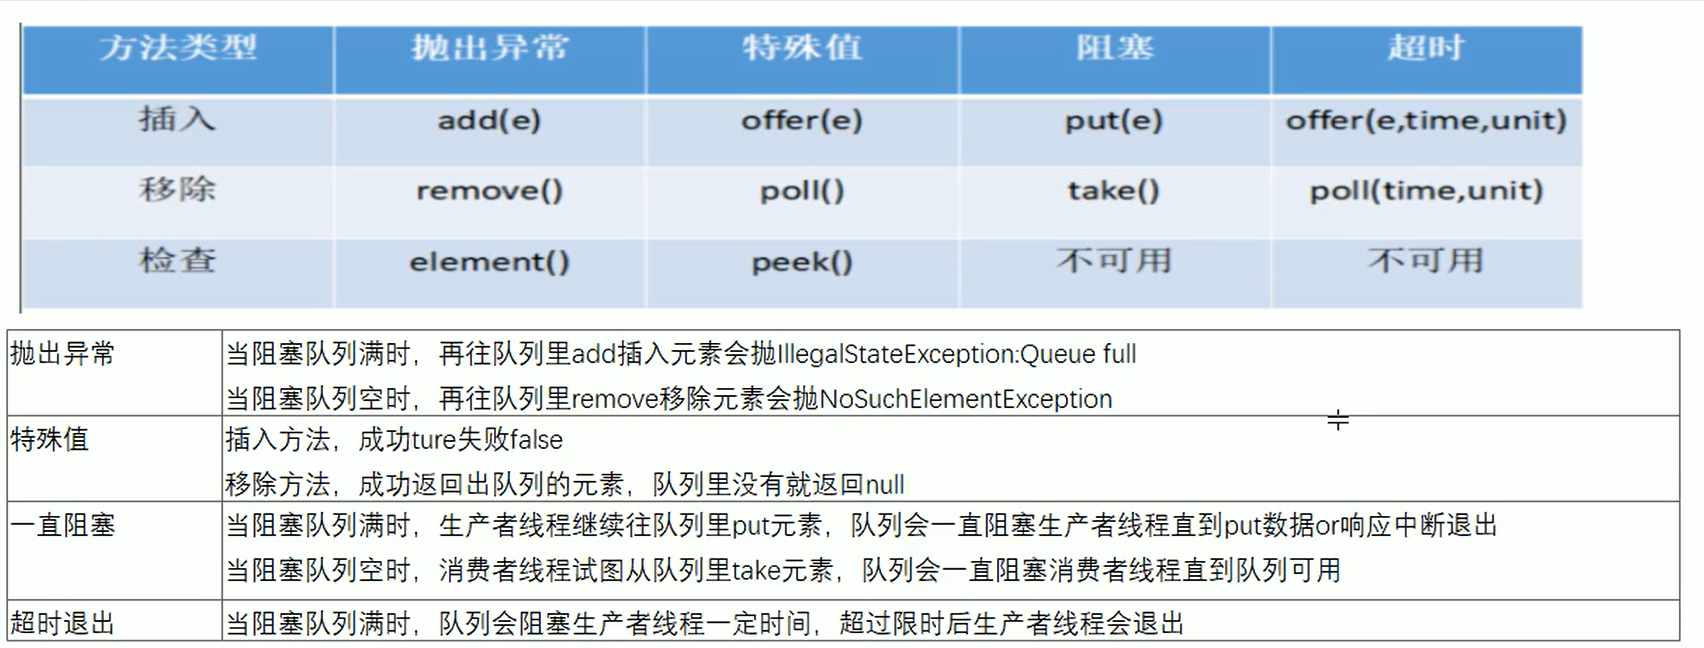 方法类型 抛出异常 特殊值 阻塞 超时
插入 add(e) offer(e) put(e) offer(e,time,unit)
移除 remove() poll() take() poll(time,unit)
检查 element() peek() 不可用 不可用
抛出异常 当阻塞队列满时，再往队列里add插入元素会抛IllegalStateException:Queue full
当阻塞队列空时，再往队列里remove移除元素会抛NoSuchElementException
特殊值 插入方法，成功ture失败false
移除方法，成功返回出队列的元素，队列里没有就返回null
一直阻塞 当阻塞队列满时，生产者线程继续往队列里put元素，队列会一直阻塞生产者线程直到put数据or响应中断退出
当阻塞队列空时，消费者线程试图从队列里take元素，队列会一直阻塞消费者线程直到队列可用
超时退出 当阻塞队列满时，队列会阻塞生产者线程一定时间，超过限时后生产者线程会退出